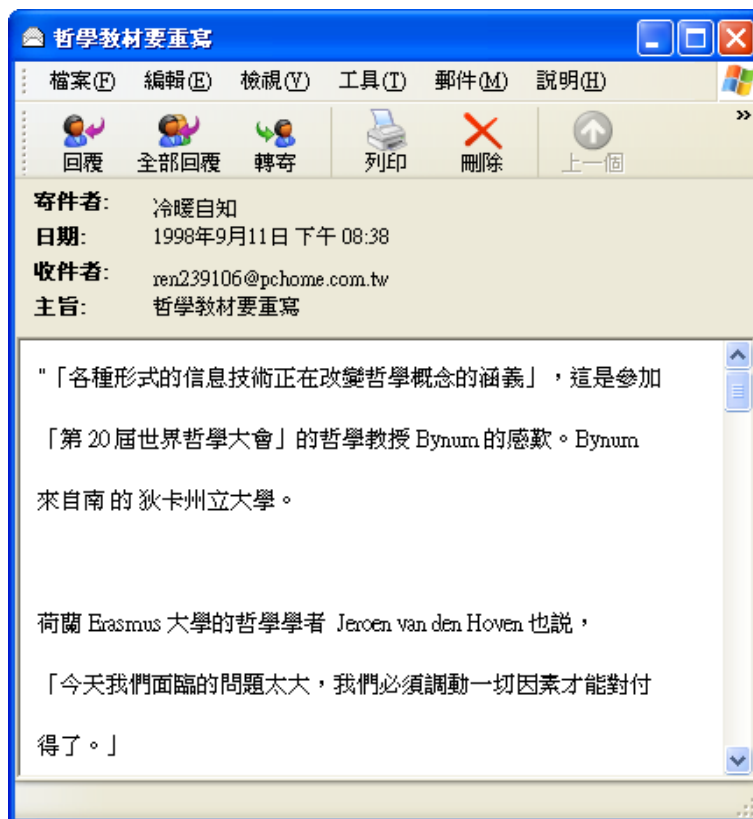 哲學教材要重寫
檔案(F) 編輯(E) 檢視(V) 工具(T) 郵件(M) 說明(H)
回覆 全部回覆 轉寄 列印 刪除 上一個 »
寄件者: 冷暖自知
日期: 1998年9月11日 下午 08:38
收件者: ren239106@pchome.com.tw
主旨: 哲學教材要重寫
"「各種形式的信息技術正在改變哲學概念的涵義」,這是參加
「第 20 屆世界哲學大會」的哲學教授 Bynum 的感歎。Bynum
來自南 的 狄卡州立大學。
荷蘭 Erasmus 大學的哲學學者 Jeroen van den Hoven 也說,
「今天我們面臨的問題太大,我們必須調動一切因素才能對付
得了。」